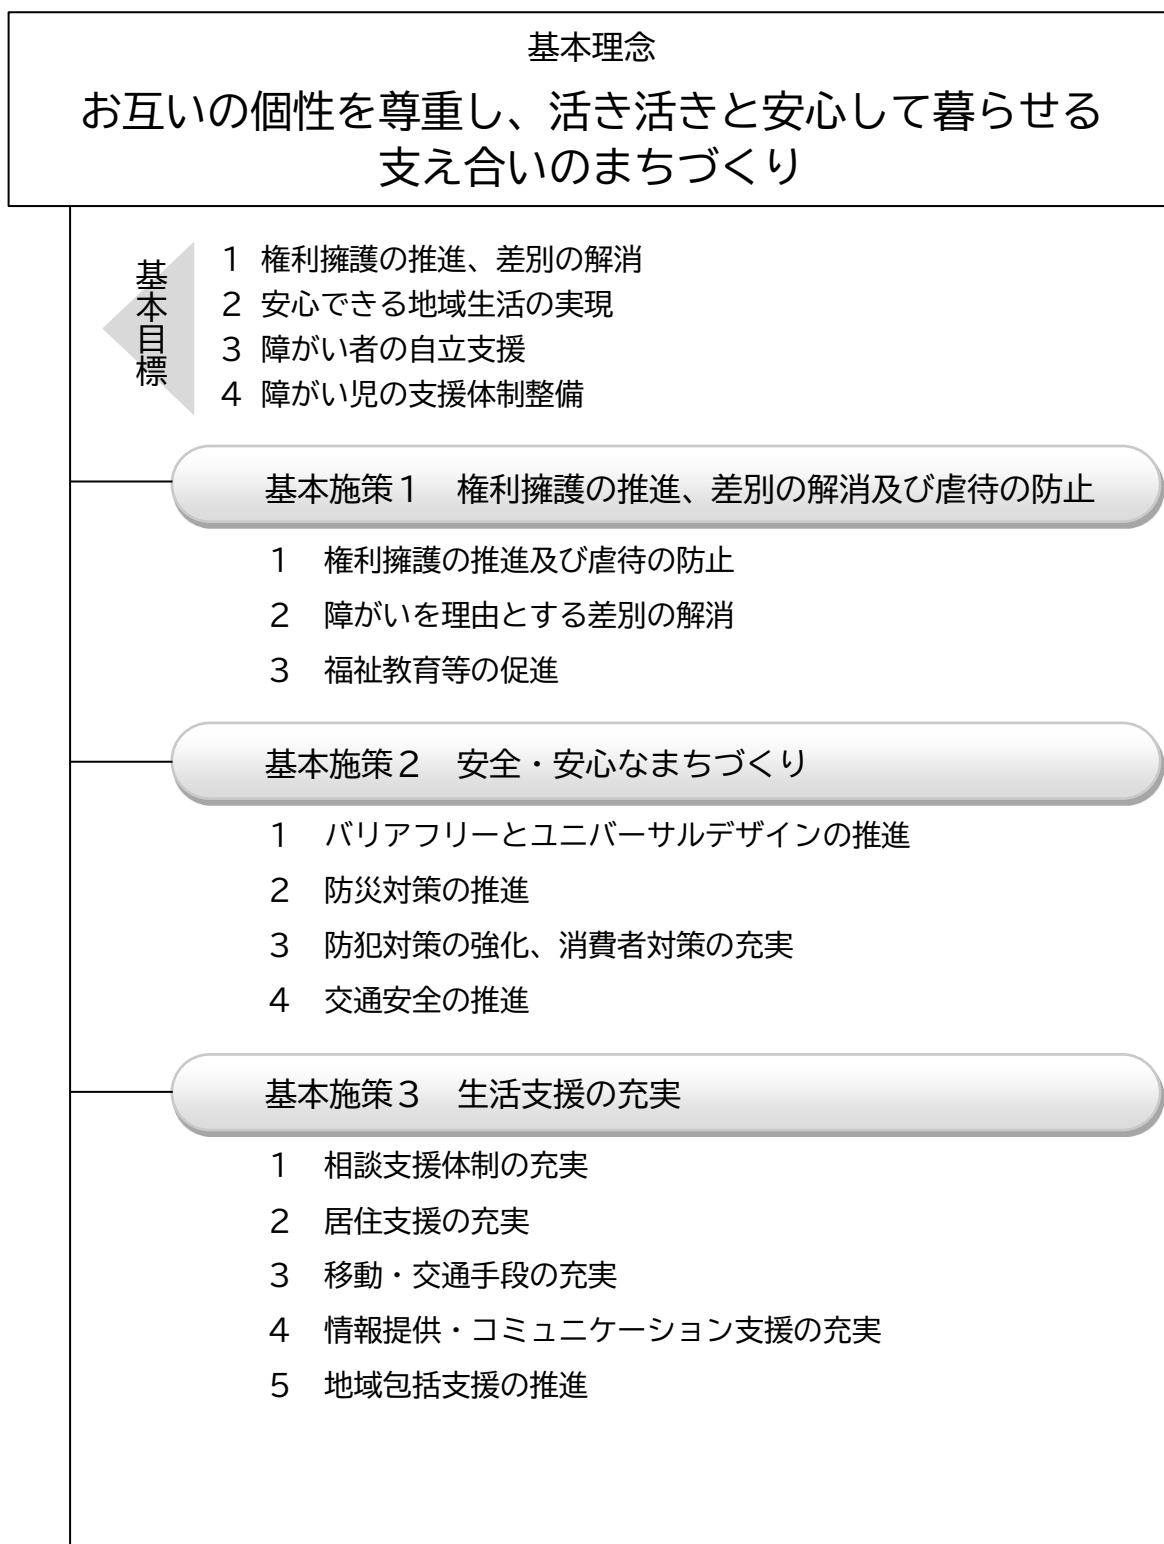 基本理念
お互いの個性を尊重し、活き活きと安心して暮らせる
支え合いのまちづくり
基本目標
１ 権利擁護の推進、差別の解消
２ 安心できる地域生活の実現
３ 障がい者の自立支援
４ 障がい児の支援体制整備
基本施策１　権利擁護の推進、差別の解消及び虐待の防止
１　権利擁護の推進及び虐待の防止
２　障がいを理由とする差別の解消
３　福祉教育等の促進
基本施策２　安全・安心なまちづくり
１　バリアフリーとユニバーサルデザインの推進
２　防災対策の推進
３　防犯対策の強化、消費者対策の充実
４　交通安全の推進
基本施策３　生活支援の充実
１　相談支援体制の充実
２　居住支援の充実
３　移動・交通手段の充実
４　情報提供・コミュニケーション支援の充実
５　地域包括支援の推進